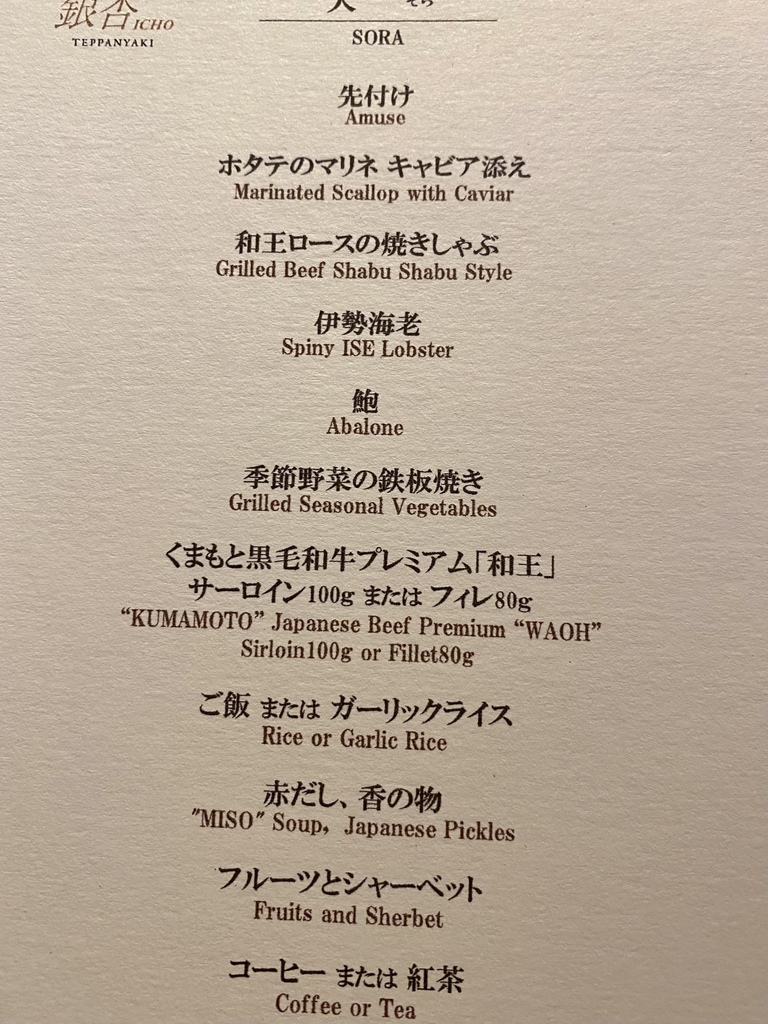 銀杏 ICHO
TEPPANYAKI
SORA
先付け
Amuse
ホタテのマリネ キャビア添え
Marinated Scallop with Caviar
和王ロースの焼きしゃぶ
Grilled Beef Shabu Shabu Style
伊勢海老
Spiny ISE Lobster
鮑
Abalone
季節野菜の鉄板焼き
Grilled Seasonal Vegetables
くまもと黒毛和牛プレミアム「和王」
サーロイン100g または フィレ80g
“KUMAMOTO” Japanese Beef Premium “WAOH”
Sirloin100g or Fillet80g
ご飯 または ガーリックライス
Rice or Garlic Rice
赤だし、香の物
"MISO" Soup, Japanese Pickles
フルーツとシャーベット
Fruits and Sherbet
コーヒー または 紅茶
Coffee or Tea